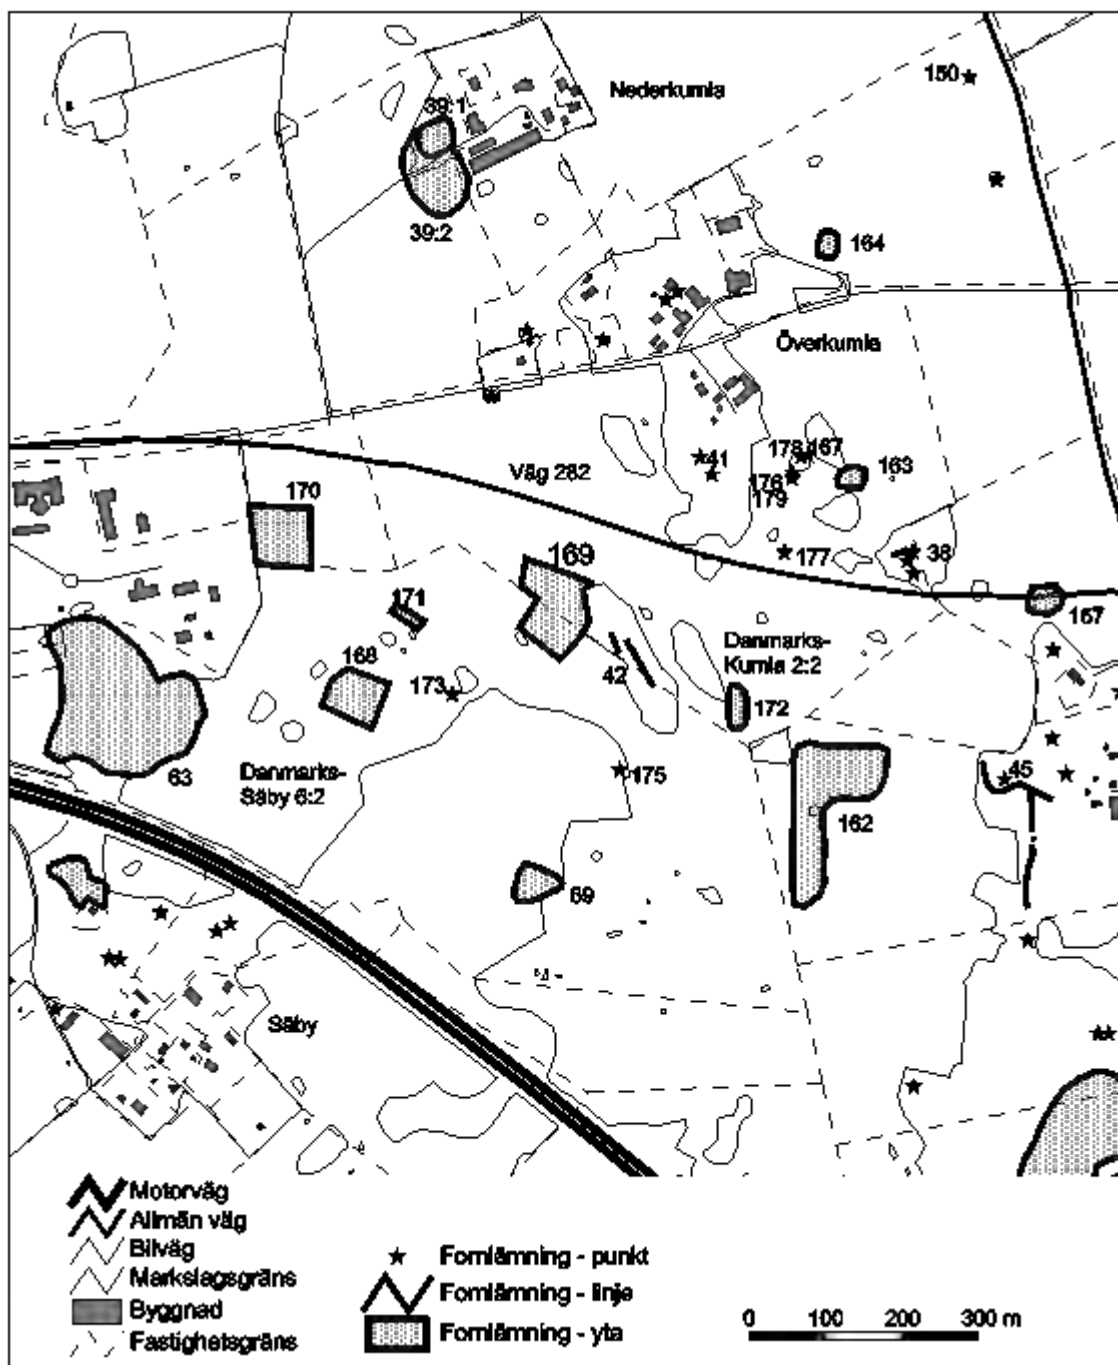 150
Nederkumla
39:1
39:2
164
Överkumla
41
178
167
176
179
163
Väg 282
170
169
177
38
171
167
168
173
42
Danmarks-
Kumla 2:2
172
63
Danmarks-
Säby 6:2
175
45
162
69
Säby
Motorväg
Allmän väg
Bilväg
Markslagsgräns
Byggnad
Fastighetsgräns
Fornlämning - punkt
Fornlämning - linje
Fornlämning - yta
0 100 200 300 m